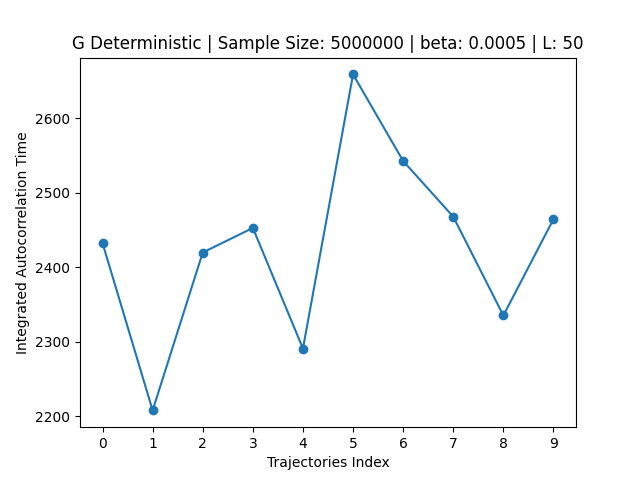 G Deterministic | Sample Size: 5000000 | beta: 0.0005 | L: 50
2600
2500
2400
2300
2200
Integrated Autocorrelation Time
0 1 2 3 4 5 6 7 8 9
Trajectories Index